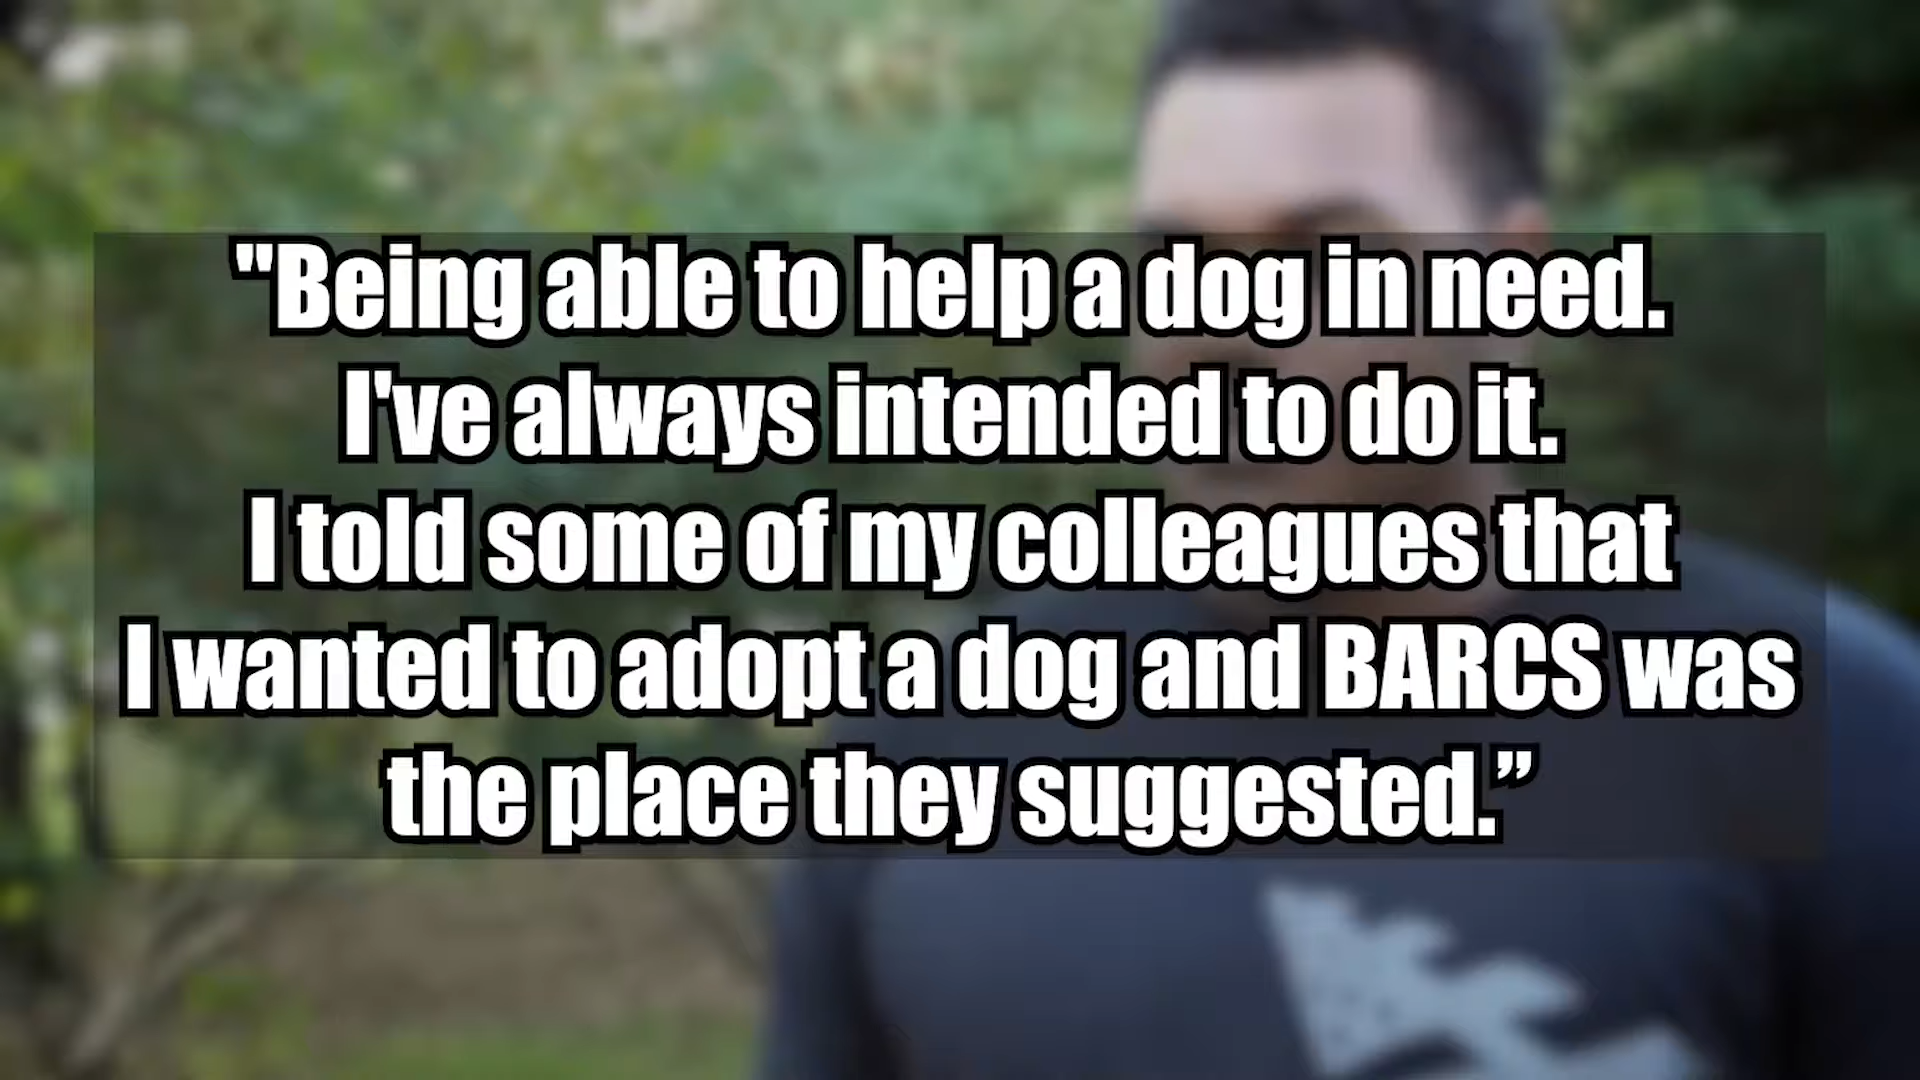 "Being able to help a dog in need.
I've always intended to do it.
I told some of my colleagues that
I wanted to adopt a dog and BARCS was
the place they suggested.”